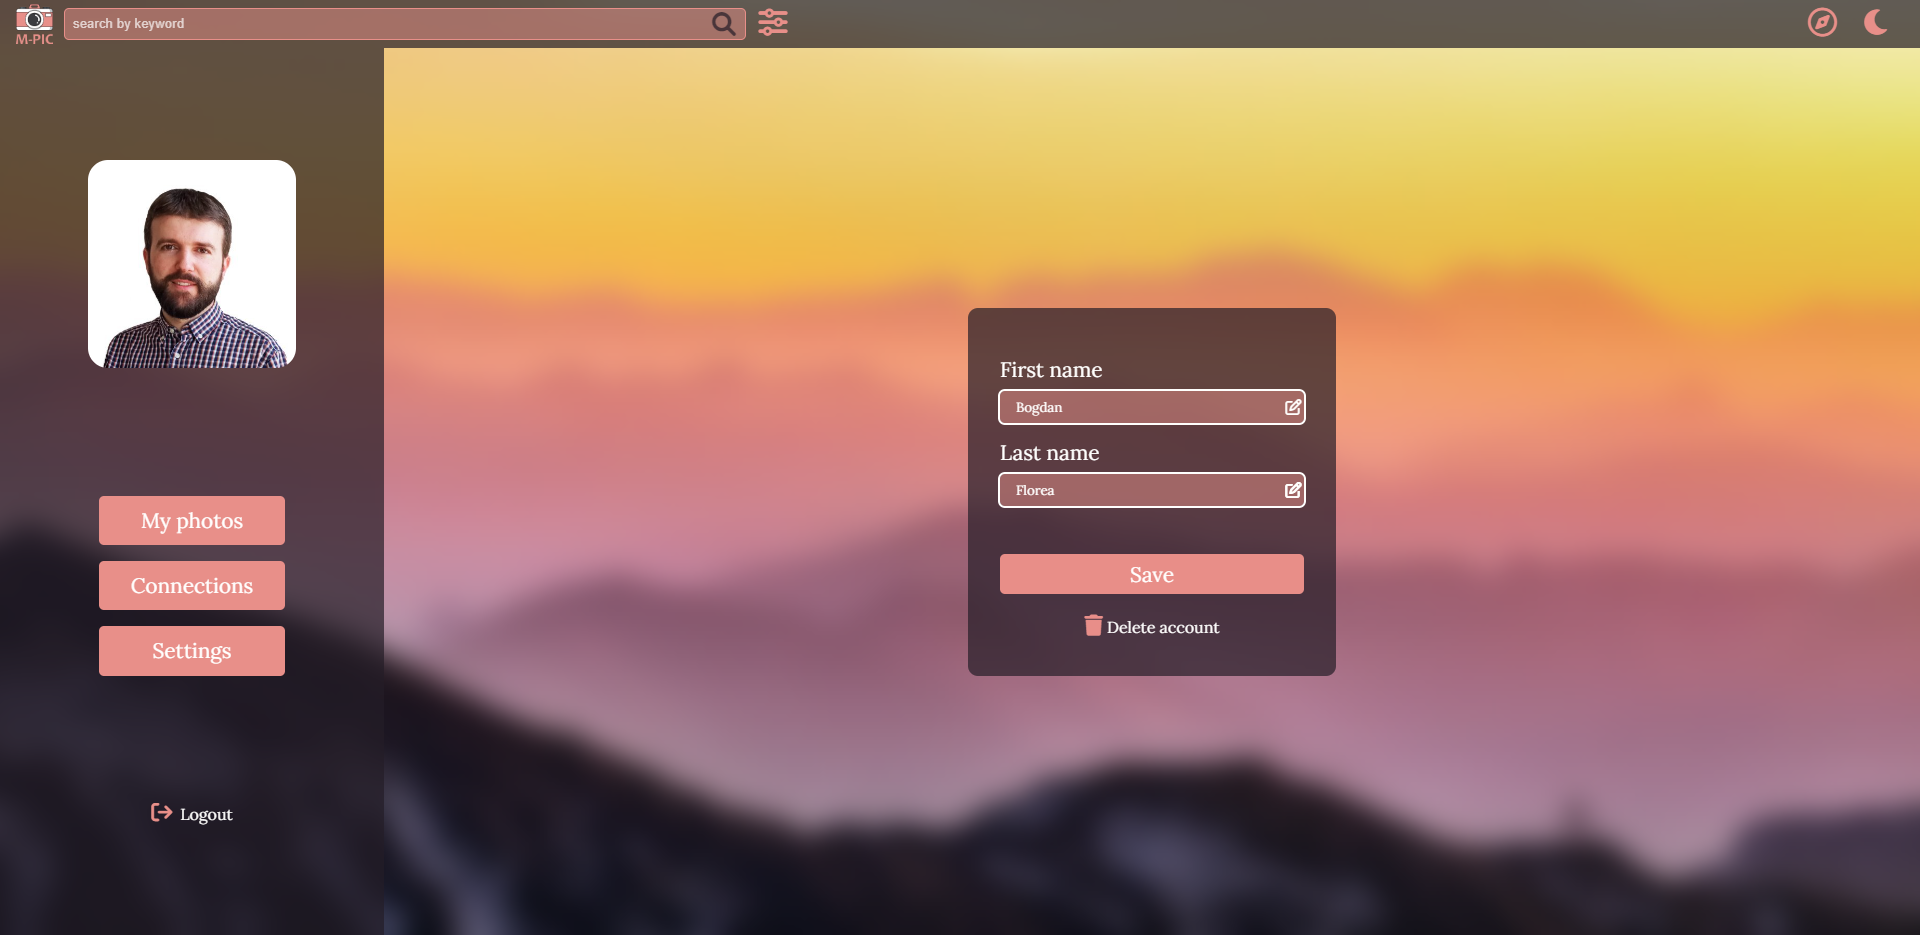 M-PIC
search by keyword
My photos
Connections
Settings
Logout
First name
Bogdan
Last name
Florea
Save
Delete account